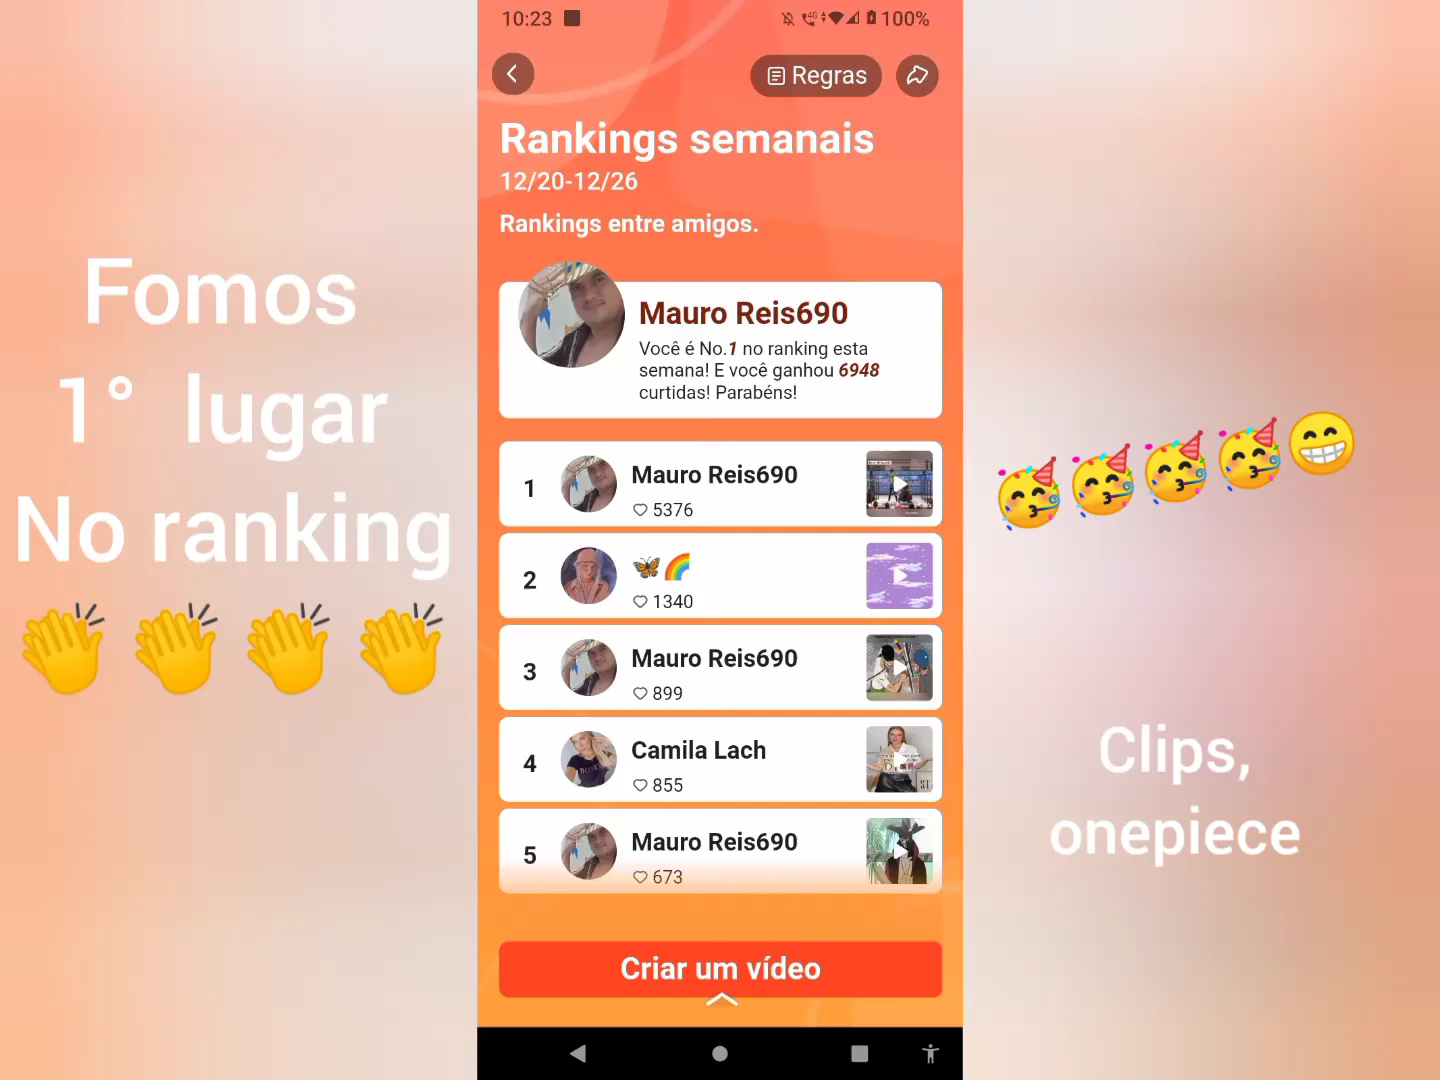 10:23
4G
100%
Regras
Rankings semanais
12/20-12/26
Rankings entre amigos.
Mauro Reis690
Você é No.1 no ranking esta
semana! E você ganhou 6948
curtidas! Parabéns!
1
Mauro Reis690
5376
2
1340
3
Mauro Reis690
899
4
Camila Lach
855
5
Mauro Reis690
673
Criar um vídeo
Fomos
1° lugar
No ranking
Clips,
onepiece